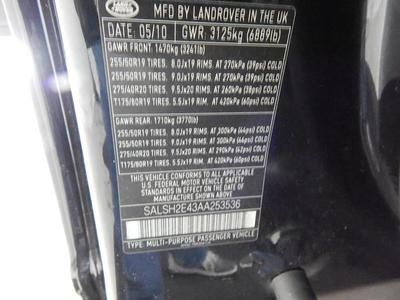 LAND ROVER
MFD BY LANDROVER IN THE UK
DATE: 05/10 GWR: 3125kg (6889lb)
GAWR FRONT: 1470kg (3241lb)
255/50R19 TIRES. 8.0Jx19 RIMS. AT 270kPa (39psi) COLD
255/50R19 TIRES. 9.0Jx19 RIMS. AT 270kPa (39psi) COLD
275/40R20 TIRES. 9.5Jx20 RIMS. AT 260kPa (38psi) COLD
T175/80R19 TIRES. 5.5Jx19 RIMS. AT 420kPa (60psi) COLD
GAWR REAR: 1710kg (3770lb)
255/50R19 TIRES. 8.0Jx19 RIMS. AT 300kPa (44psi) COLD
255/50R19 TIRES. 9.0Jx19 RIMS. AT 300kPa (44psi) COLD
275/40R20 TIRES. 9.5Jx20 RIMS. AT 290kPa (42psi) COLD
T175/80R19 TIRES. 5.5Jx19 RIMS. AT 420kPa (60psi) COLD
THIS VEHICLE CONFORMS TO ALL APPLICABLE
U.S. FEDERAL MOTOR VEHICLE SAFETY
STANDARDS IN EFFECT ON THE DATE
OF MANUFACTURE SHOWN ABOVE
SALSH2E43AA253536
TYPE: MULTI-PURPOSE PASSENGER VEHICLE